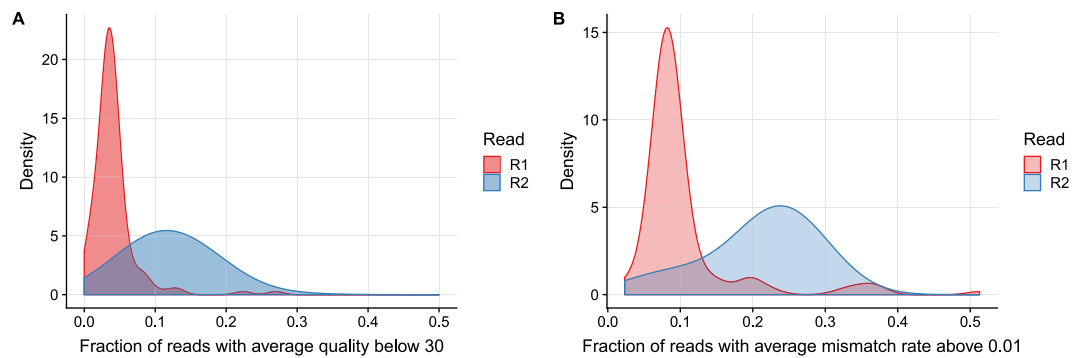 A
Density
20
15
10
5
0
0.0 0.1 0.2 0.3 0.4 0.5
Fraction of reads with average quality below 30
Read
R1
R2
B
Density
15
10
5
0
0.0 0.1 0.2 0.3 0.4 0.5
Fraction of reads with average mismatch rate above 0.01
Read
R1
R2